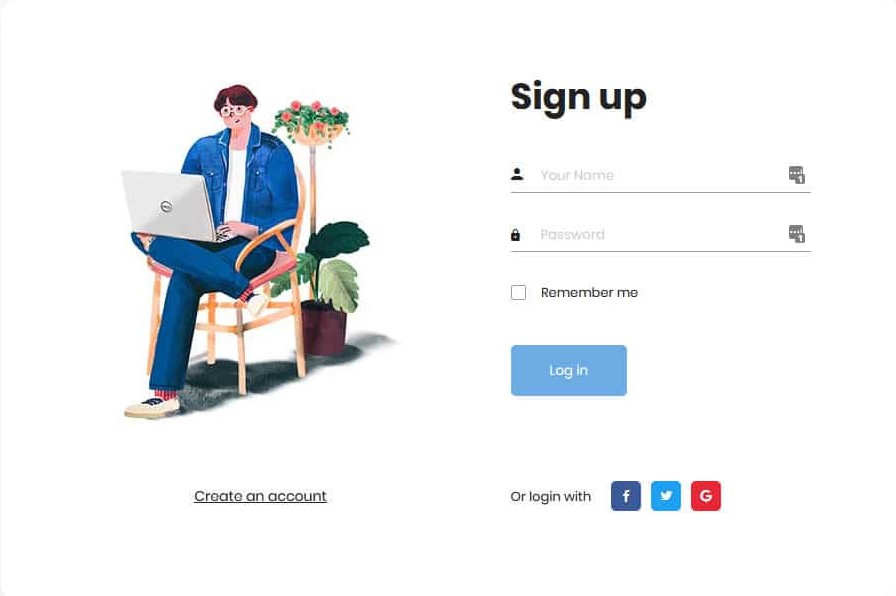 Sign up
Your Name
Password
Remember me
Log in
Create an account
Or login with